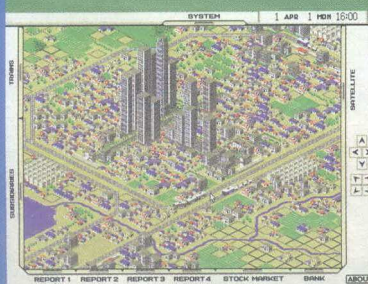 SYSTEM
1 APR 1 MON 16:00
TRAINS
SATELLITE
SUBSIDIARIES
REPORT 1 REPORT 2 REPORT 3 REPORT 4 STOCK MARKET BANK ABOU